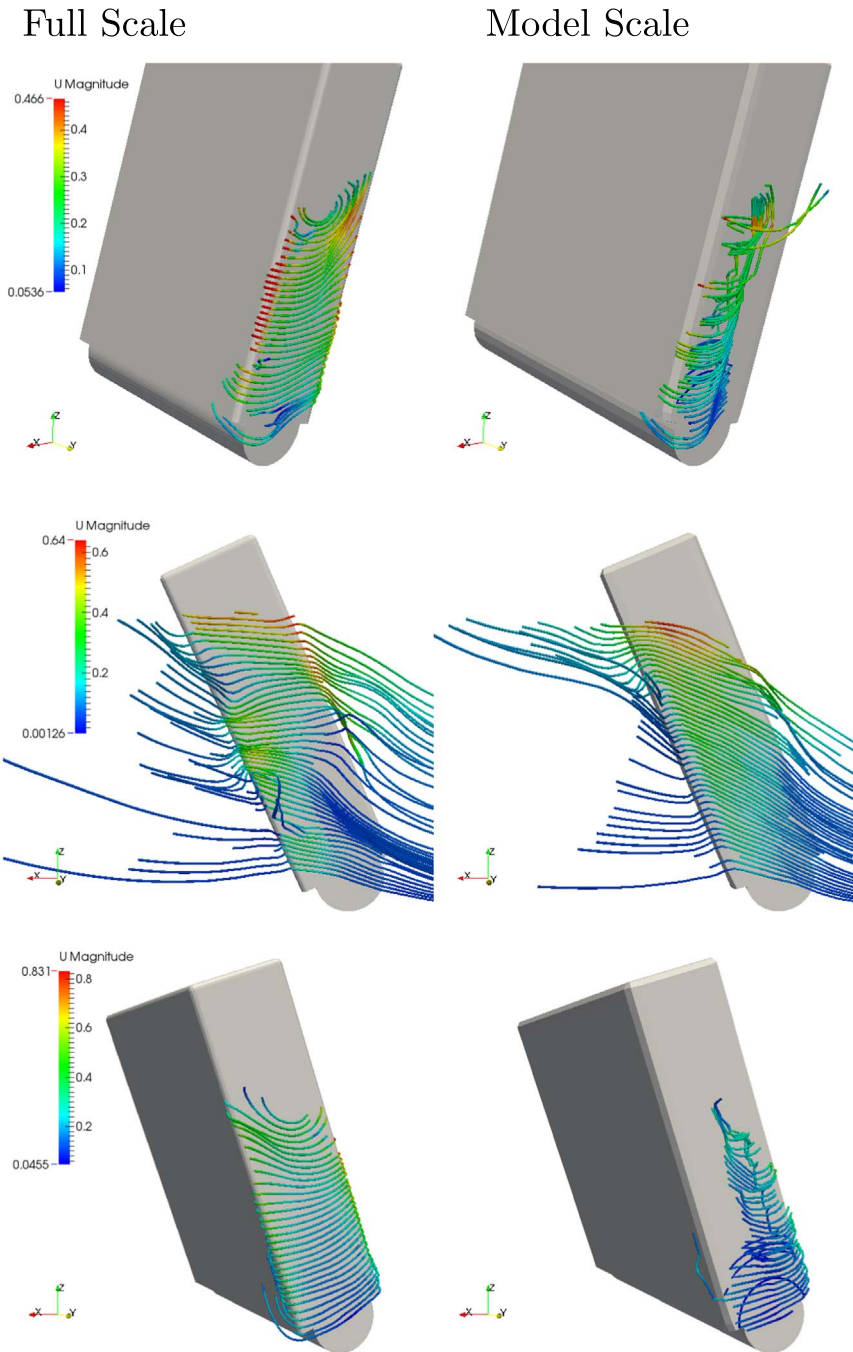 Full Scale
Model Scale
U Magnitude
0.466
0.4
0.3
0.2
0.1
0.0536
Z
X
Y
Z
X
Y
U Magnitude
0.64
0.6
0.4
0.2
0.00126
Z
X
Y
Z
X
Y
U Magnitude
0.831
0.8
0.6
0.4
0.2
0.0455
Z
X
Y
Z
X
Y